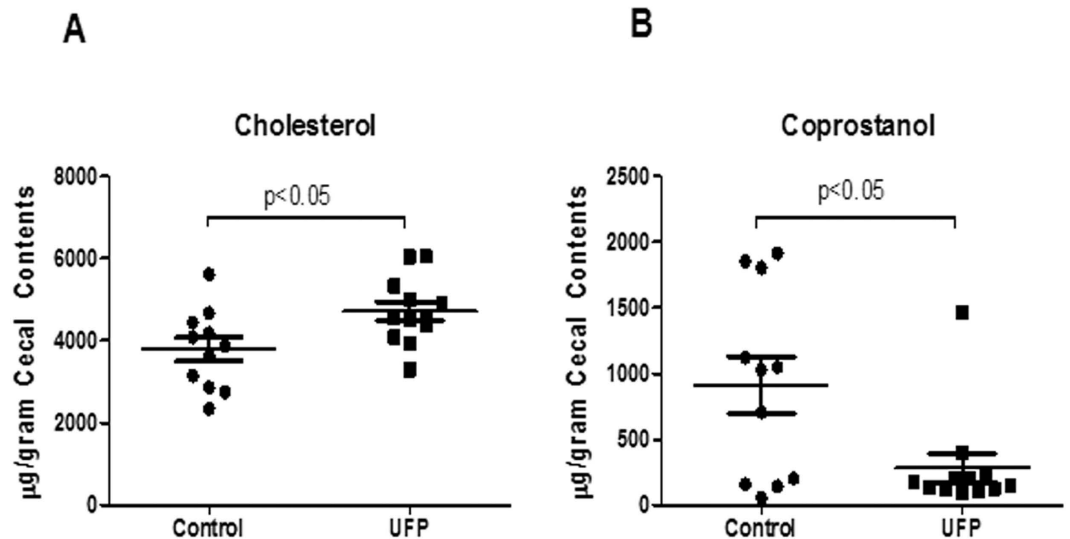 A
Cholesterol
μg/gram Cecal Contents
8000
6000
4000
2000
0
p<0.05
Control
UFP
B
Coprostanol
μg/gram Cecal Contents
2500
2000
1500
1000
500
0
p<0.05
Control
UFP